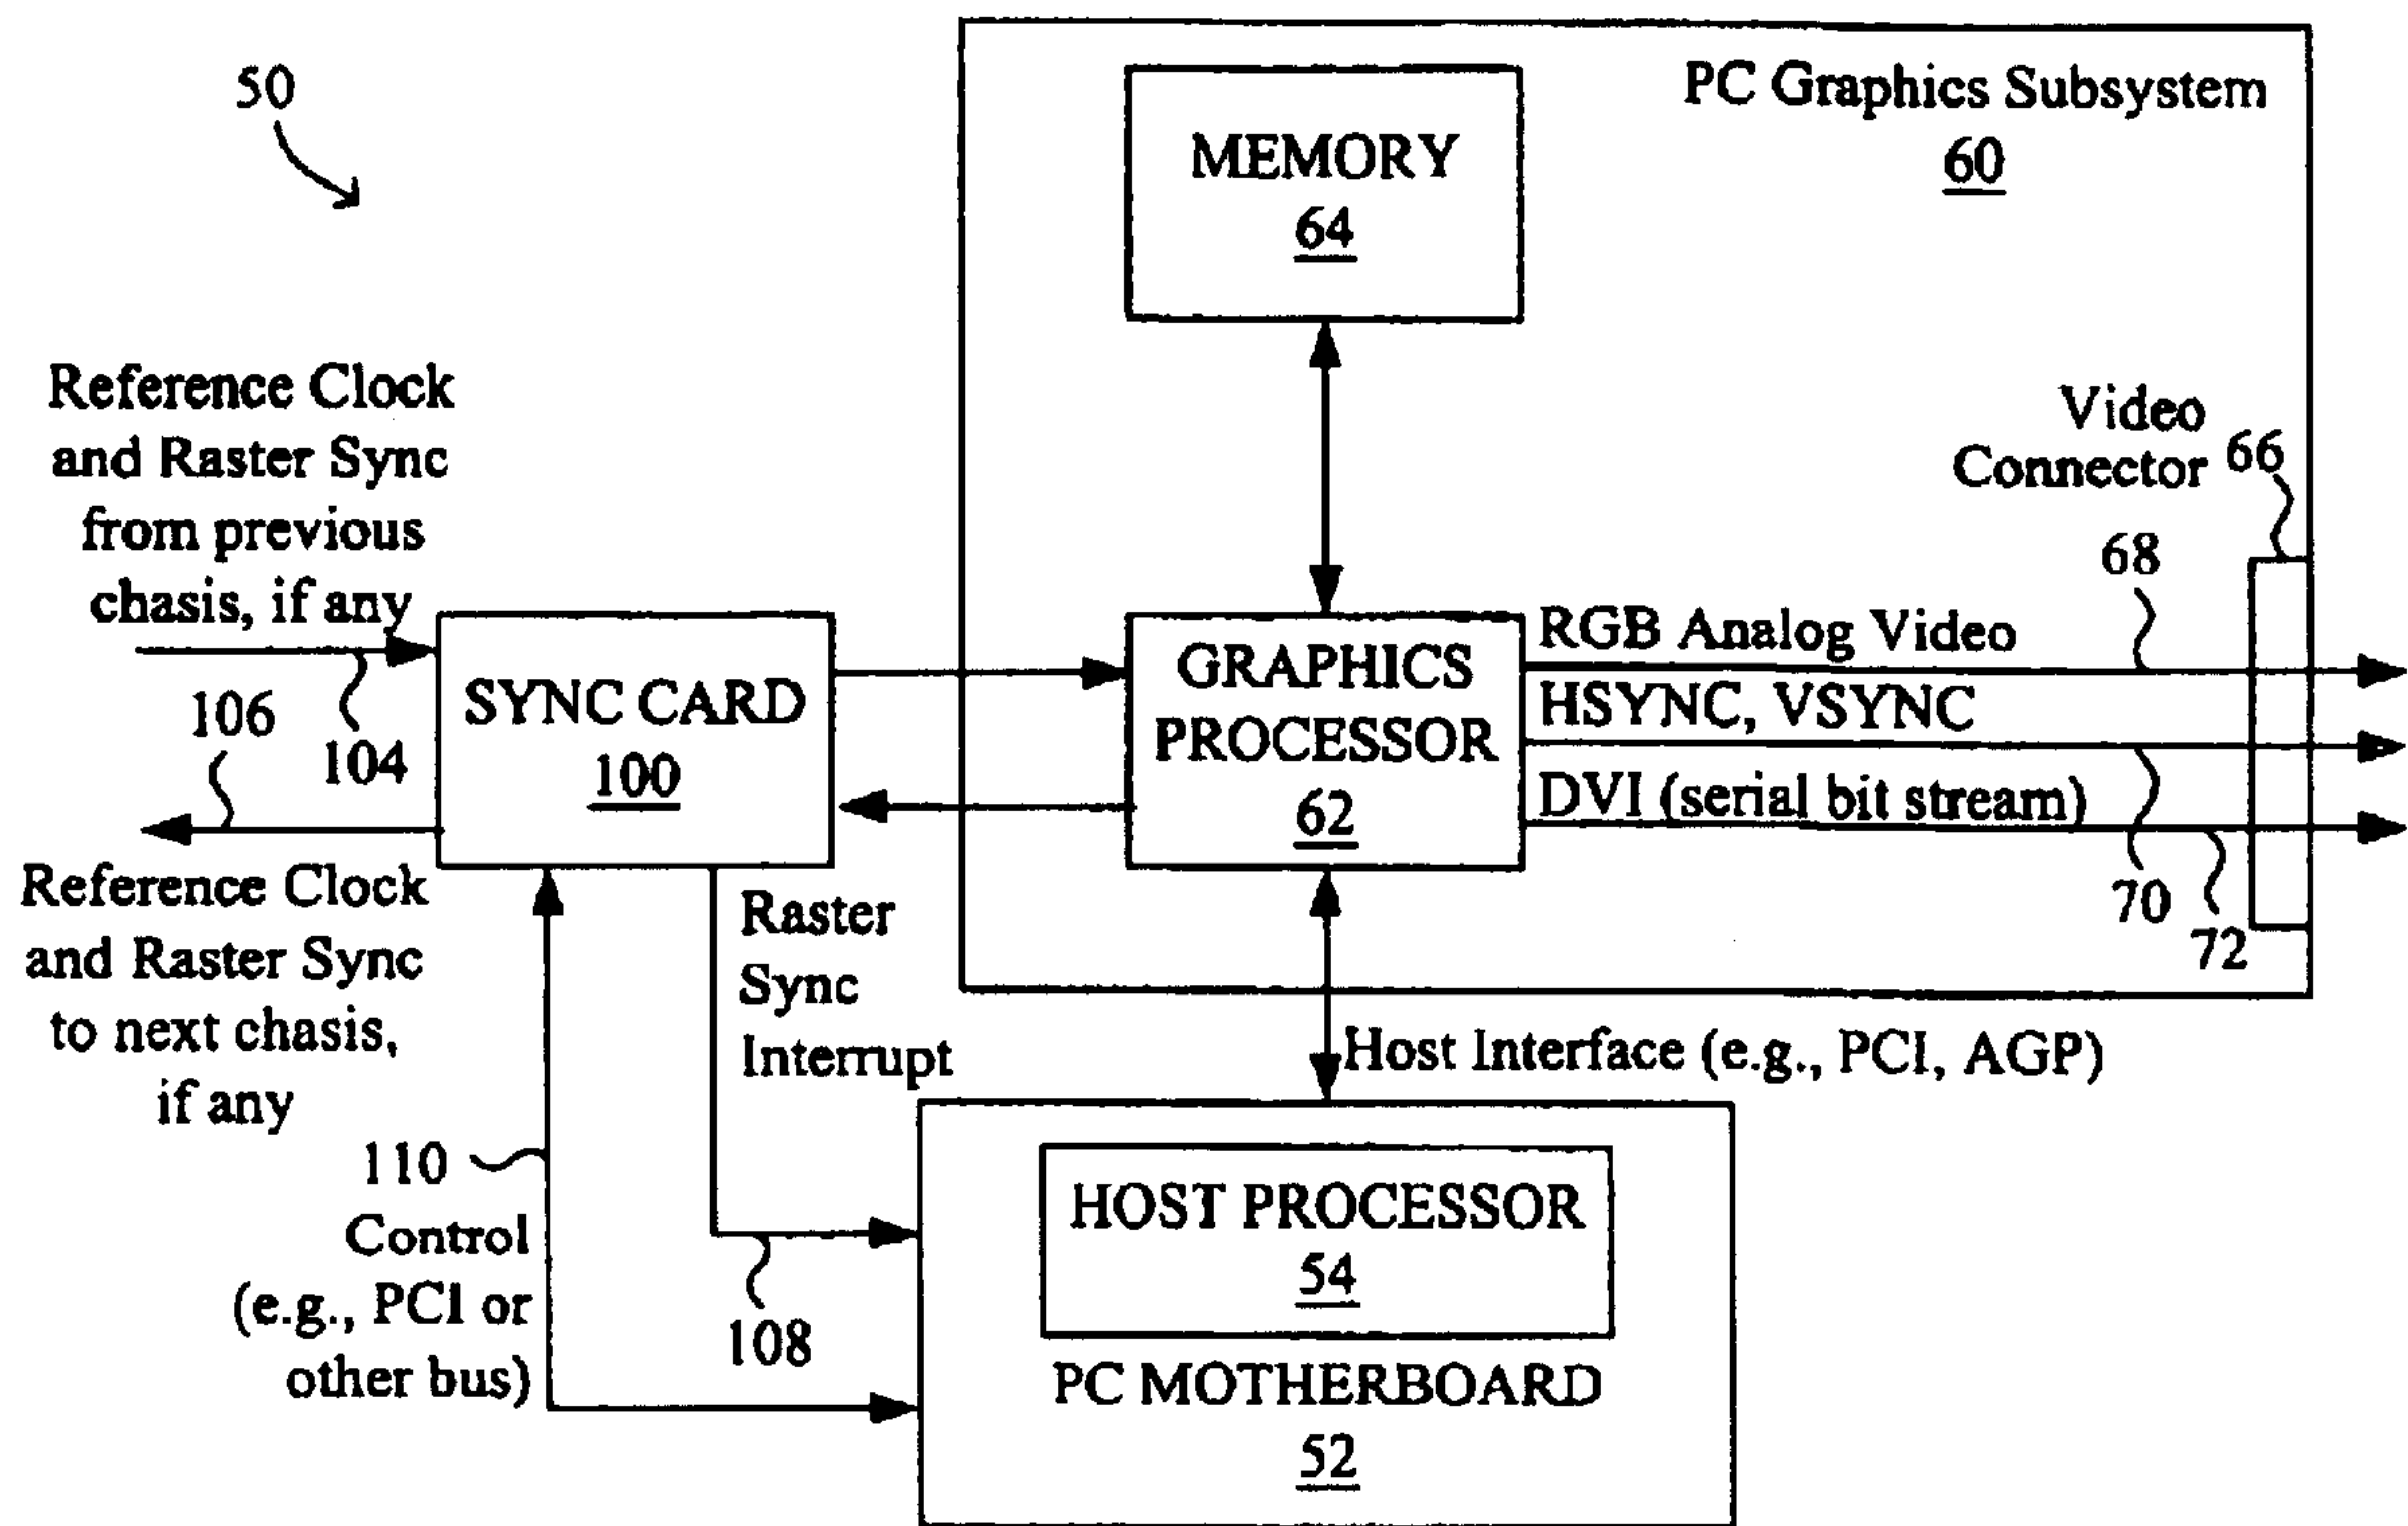 50
PC Graphics Subsystem
60
MEMORY
64
Video
Connector 66
68
Reference Clock
and Raster Sync
from previous
chasis, if any
104
106
SYNC CARD
100
GRAPHICS
PROCESSOR
62
RGB Analog Video
HSYNC, VSYNC
DVI (serial bit stream)
70
72
Reference Clock
and Raster Sync
to next chasis,
if any
Raster
Sync
Interrupt
Host Interface (e.g., PCI, AGP)
110
Control
(e.g., PCI or
other bus)
108
HOST PROCESSOR
54
PC MOTHERBOARD
52